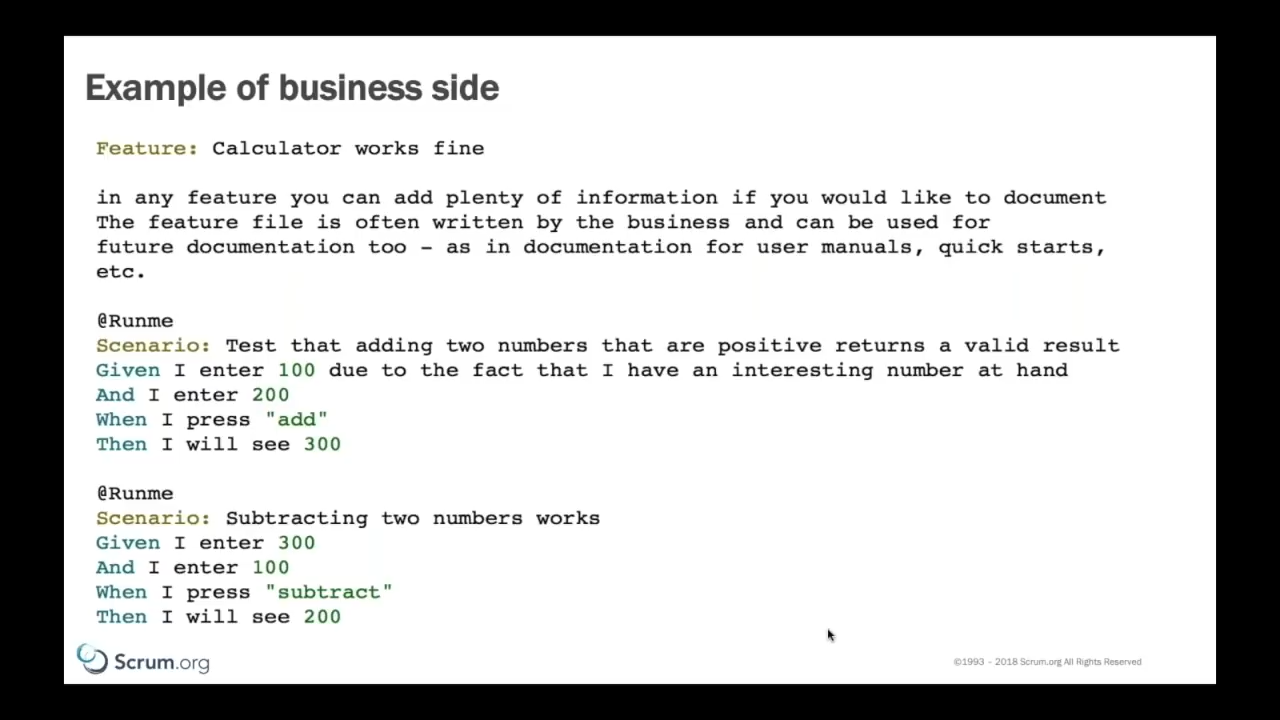 Example of business side
Feature: Calculator works fine
in any feature you can add plenty of information if you would like to document
The feature file is often written by the business and can be used for
future documentation too – as in documentation for user manuals, quick starts,
etc.
@Runme
Scenario: Test that adding two numbers that are positive returns a valid result
Given I enter 100 due to the fact that I have an interesting number at hand
And I enter 200
When I press "add"
Then I will see 300
@Runme
Scenario: Subtracting two numbers works
Given I enter 300
And I enter 100
When I press "subtract"
Then I will see 200
Scrum.org
©1993 – 2018 Scrum.org All Rights Reserved